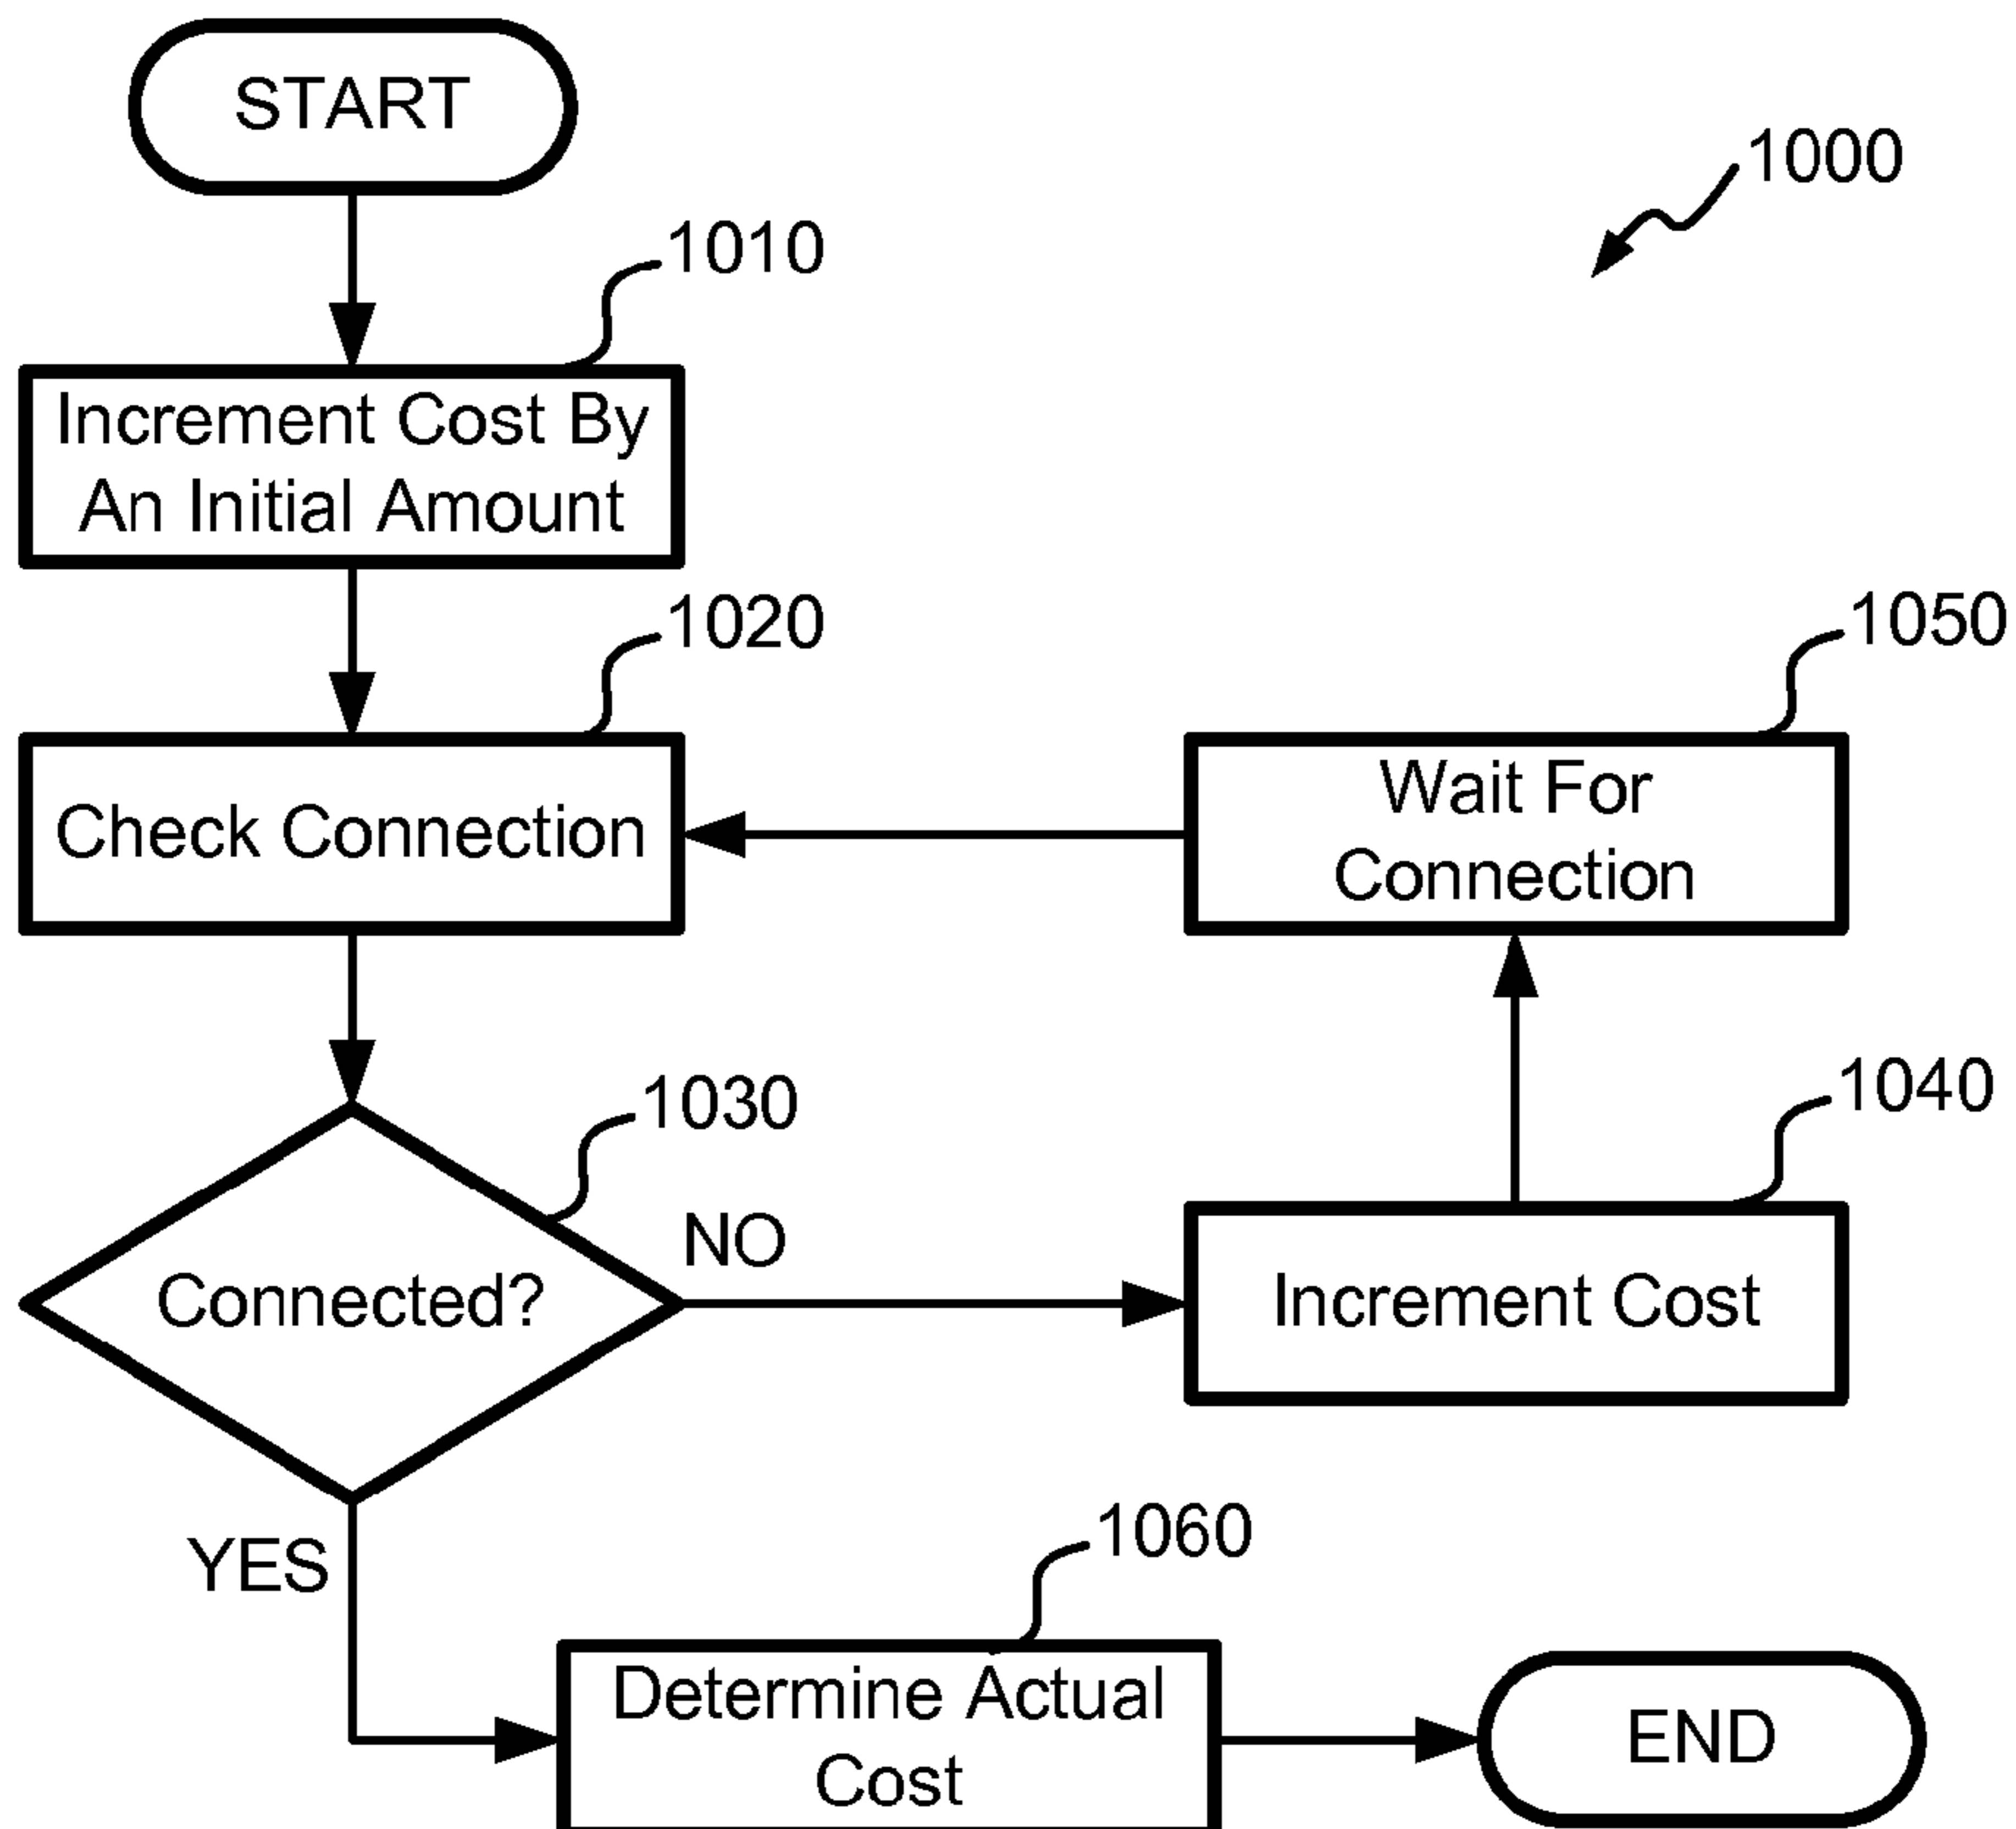 START
1000
1010
Increment Cost By
An Initial Amount
1020
1050
Check Connection
Wait For
Connection
1030
1040
Connected?
NO
Increment Cost
YES
1060
Determine Actual
Cost
END